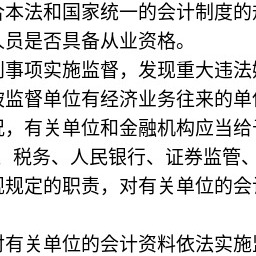 合本法和国家统一的会计制度的规
人员是否具备从业资格。
列事项实施监督，发现重大违法嫌
被监督单位有经济业务往来的单位
况，有关单位和金融机构应当给予
、税务、人民银行、证券监管、
规规定的职责，对有关单位的会计
对有关单位的会计资料依法实施监